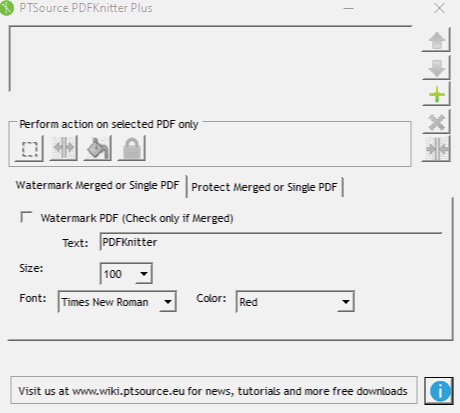 PTSource PDFKnitter Plus
Perform action on selected PDF only
Watermark Merged or Single PDF Protect Merged or Single PDF
Watermark PDF (Check only if Merged)
Text: PDFKnitter
Size: 100
Font: Times New Roman Color: Red
Visit us at www.wiki.ptsource.eu for news, tutorials and more free downloads